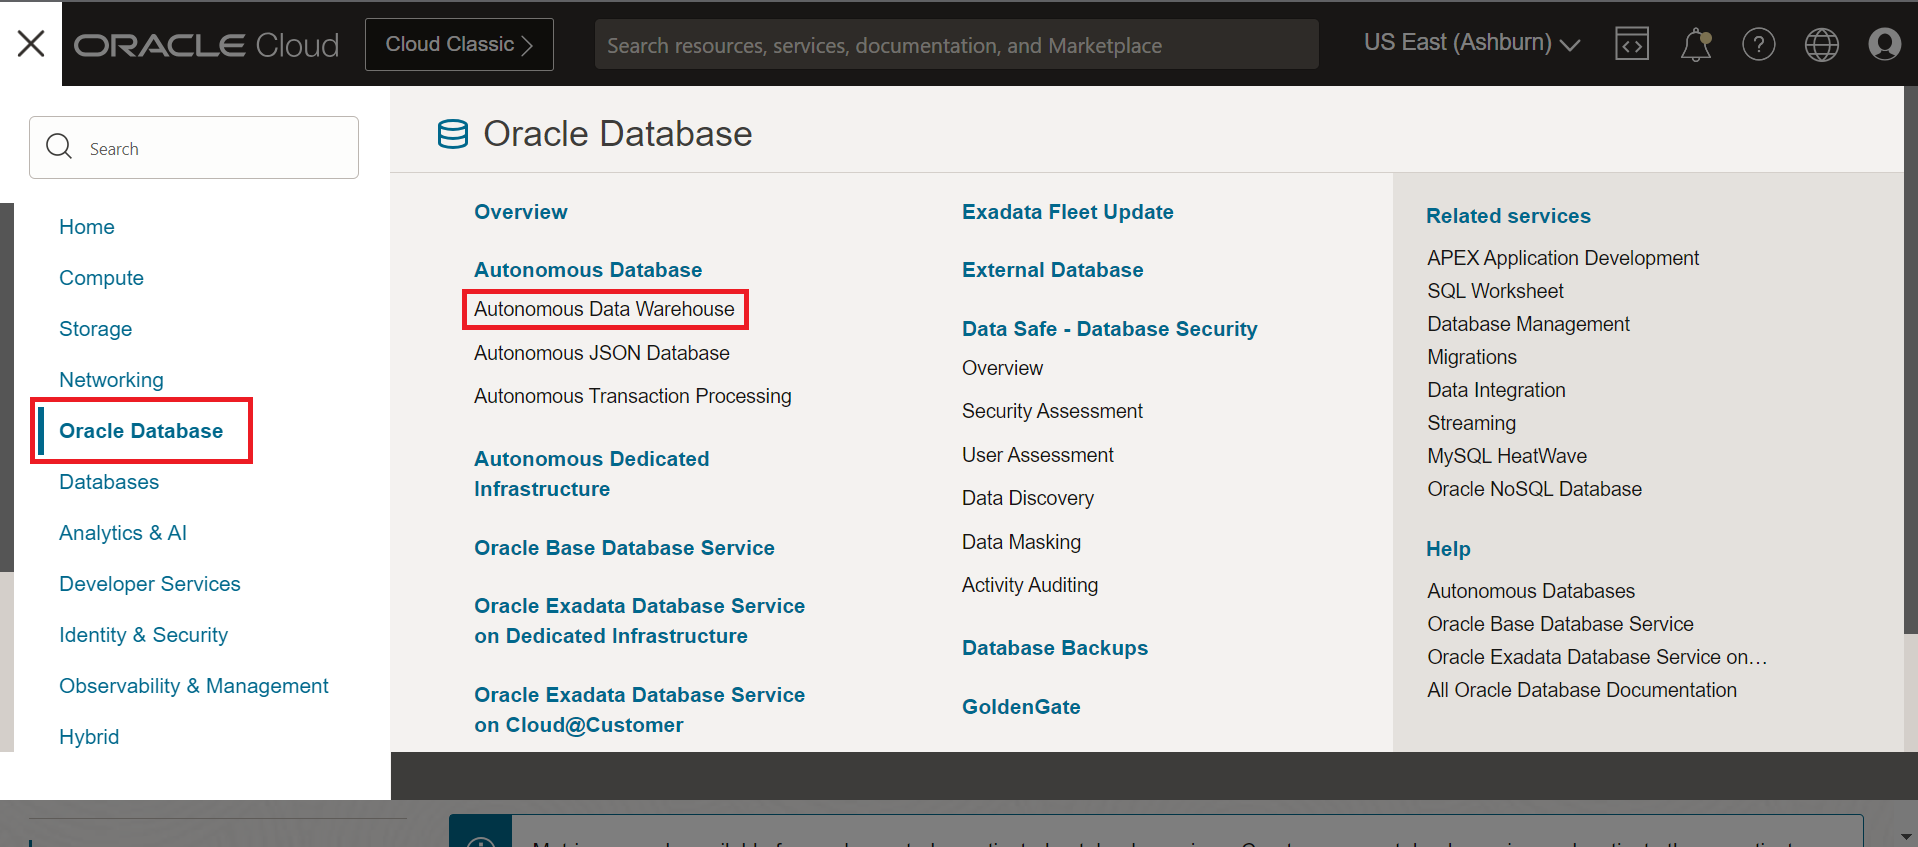 ORACLE Cloud
Cloud Classic
Search resources, services, documentation, and Marketplace
US East (Ashburn)
Search
Home
Compute
Storage
Networking
Oracle Database
Databases
Analytics & AI
Developer Services
Identity & Security
Observability & Management
Hybrid
Oracle Database
Overview
Autonomous Database
Autonomous Data Warehouse
Autonomous JSON Database
Autonomous Transaction Processing
Autonomous Dedicated
Infrastructure
Oracle Base Database Service
Oracle Exadata Database Service
on Dedicated Infrastructure
Oracle Exadata Database Service
on Cloud@Customer
Exadata Fleet Update
External Database
Data Safe - Database Security
Overview
Security Assessment
User Assessment
Data Discovery
Data Masking
Activity Auditing
Database Backups
GoldenGate
Related services
APEX Application Development
SQL Worksheet
Database Management
Migrations
Data Integration
Streaming
MySQL HeatWave
Oracle NoSQL Database
Help
Autonomous Databases
Oracle Base Database Service
Oracle Exadata Database Service on…
All Oracle Database Documentation